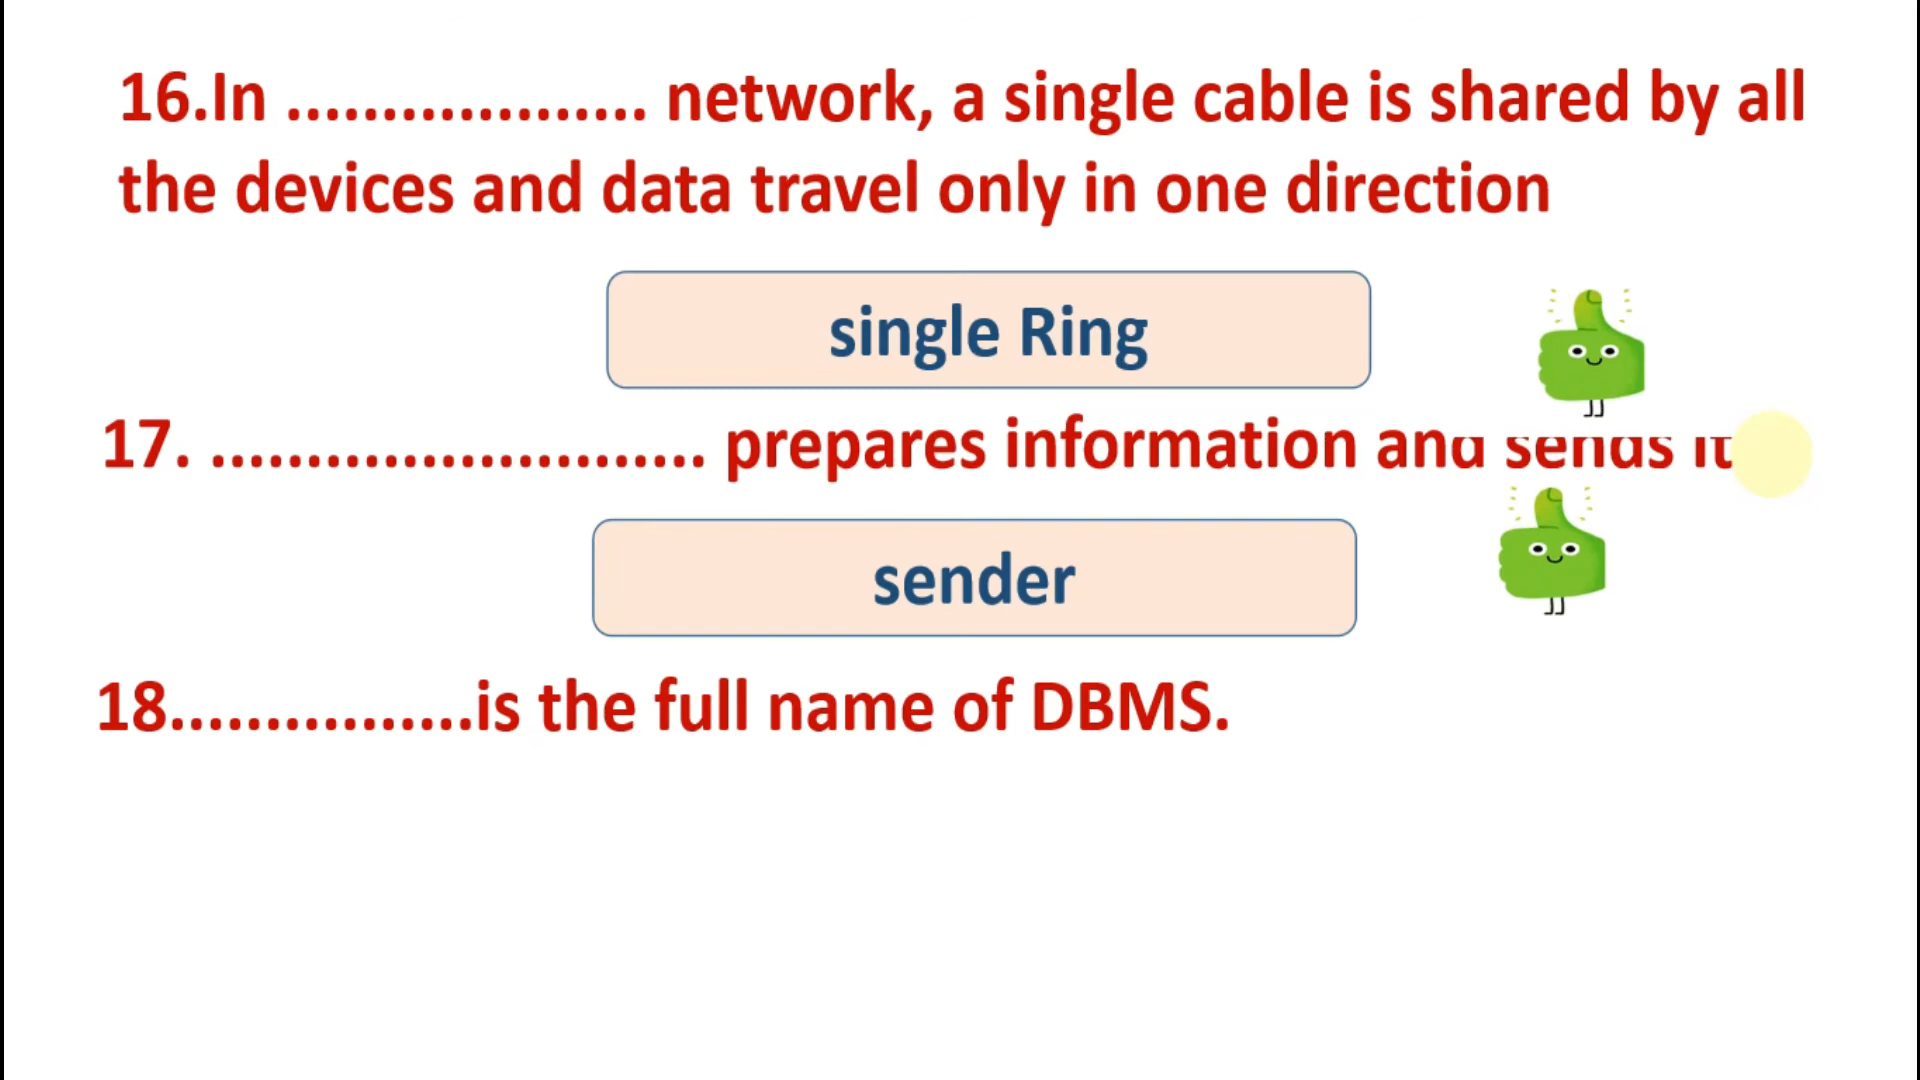 16.In ................... network, a single cable is shared by all
the devices and data travel only in one direction
single Ring
17. .......................... prepares information and sends it
sender
18................is the full name of DBMS.